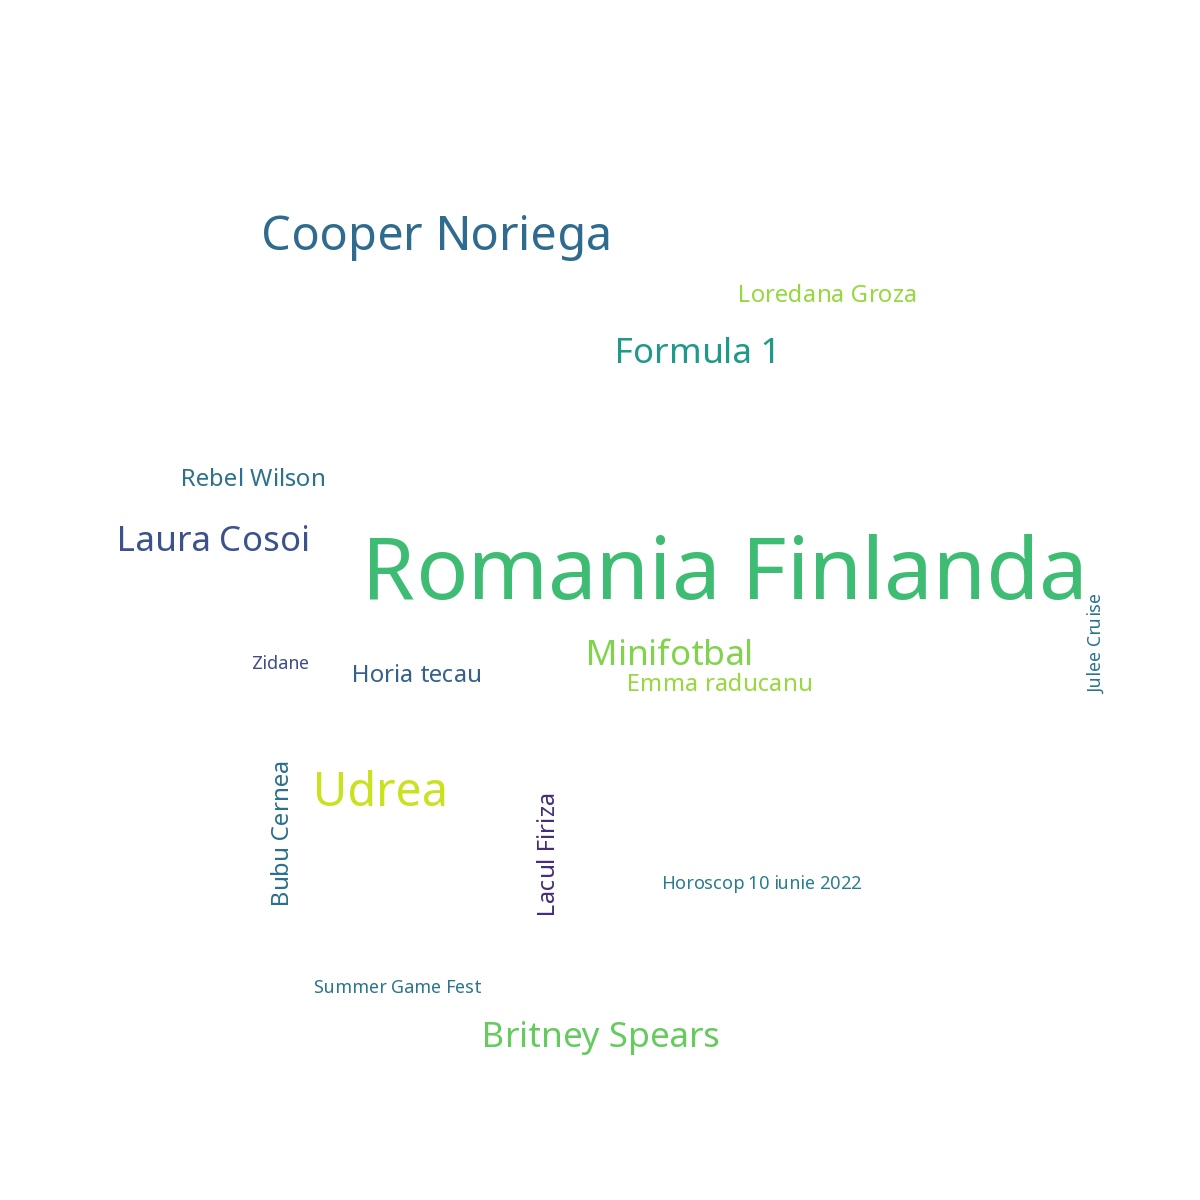 Cooper Noriega
Loredana Groza
Formula 1
Rebel Wilson
Laura Cosoi
Romania Finlanda
Julee Cruise
Minifotbal
Zidane
Horia tecau
Emma raducanu
Bubu Cernea
Udrea
Lacul Firiza
Horoscop 10 iunie 2022
Summer Game Fest
Britney Spears